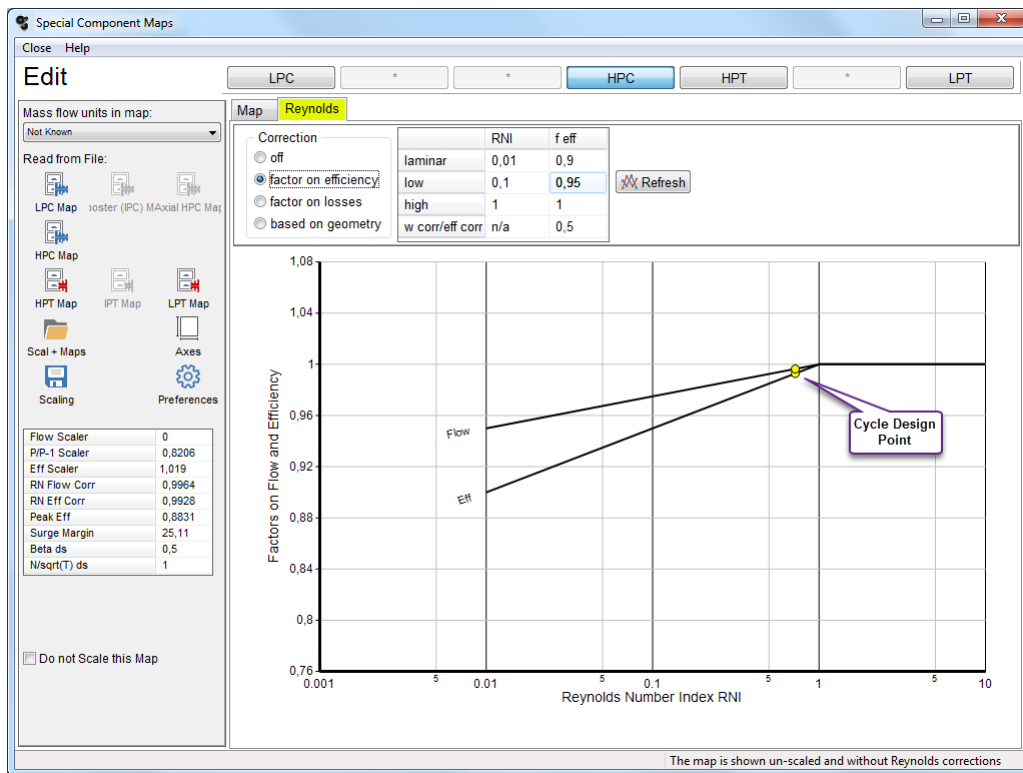 Special Component Maps
Close Help
Edit
LPC * * HPC HPT * LPT
Mass flow units in map:
Not Known
Read from File:
LPC Map ooster (IPC) M Axial HPC Map
HPC Map
HPT Map IPT Map LPT Map
Scal + Maps Axes
Scaling Preferences
Flow Scaler 0
P/P-1 Scaler 0,8206
Eff Scaler 1,019
RN Flow Corr 0,9964
RN Eff Corr 0,9928
Peak Eff 0,8831
Surge Margin 25,11
Beta ds 0,5
N/sqrt(T) ds 1
Do not Scale this Map
Map Reynolds
Correction
off
factor on efficiency
factor on losses
based on geometry
RNI f eff
laminar 0,01 0,9
low 0,1 0,95
high 1 1
w corr/eff corr n/a 0,5
Refresh
1,08
1,04
1
0,96
0,92
0,88
0,84
0,8
0,76
Factors on Flow and Efficiency
Flow
Eff
Cycle Design
Point
0.001 5 0.01 5 0.1 5 1 5 10
Reynolds Number Index RNI
The map is shown un-scaled and without Reynolds corrections